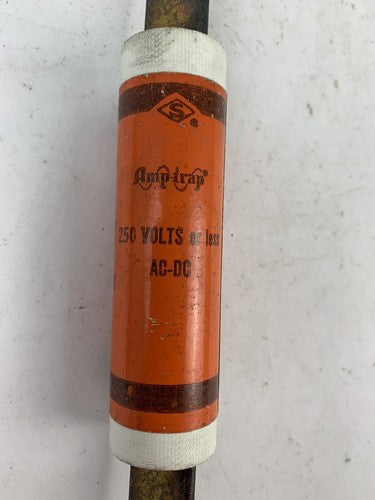 S
®
Amp-trap®
250 VOLTS or less
AC-DC